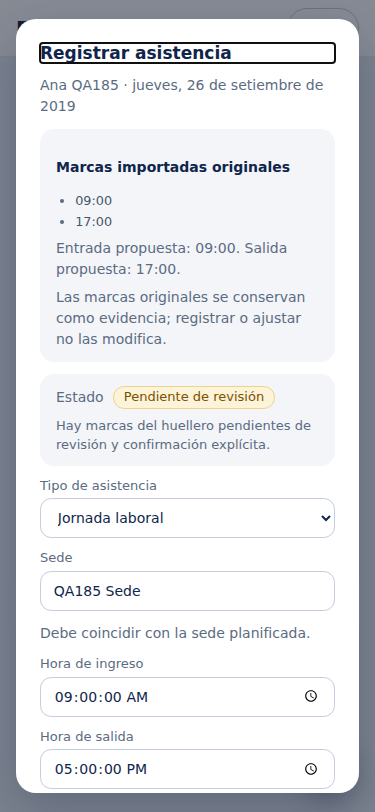 Registrar asistencia
Ana QA185 · jueves, 26 de setiembre de
2019
Marcas importadas originales
• 09:00
• 17:00
Entrada propuesta: 09:00. Salida
propuesta: 17:00.
Las marcas originales se conservan
como evidencia; registrar o ajustar
no las modifica.
Estado Pendiente de revisión
Hay marcas del huellero pendientes de
revisión y confirmación explícita.
Tipo de asistencia
Jornada laboral
Sede
QA185 Sede
Debe coincidir con la sede planificada.
Hora de ingreso
09:00:00 AM
Hora de salida
05:00:00 PM